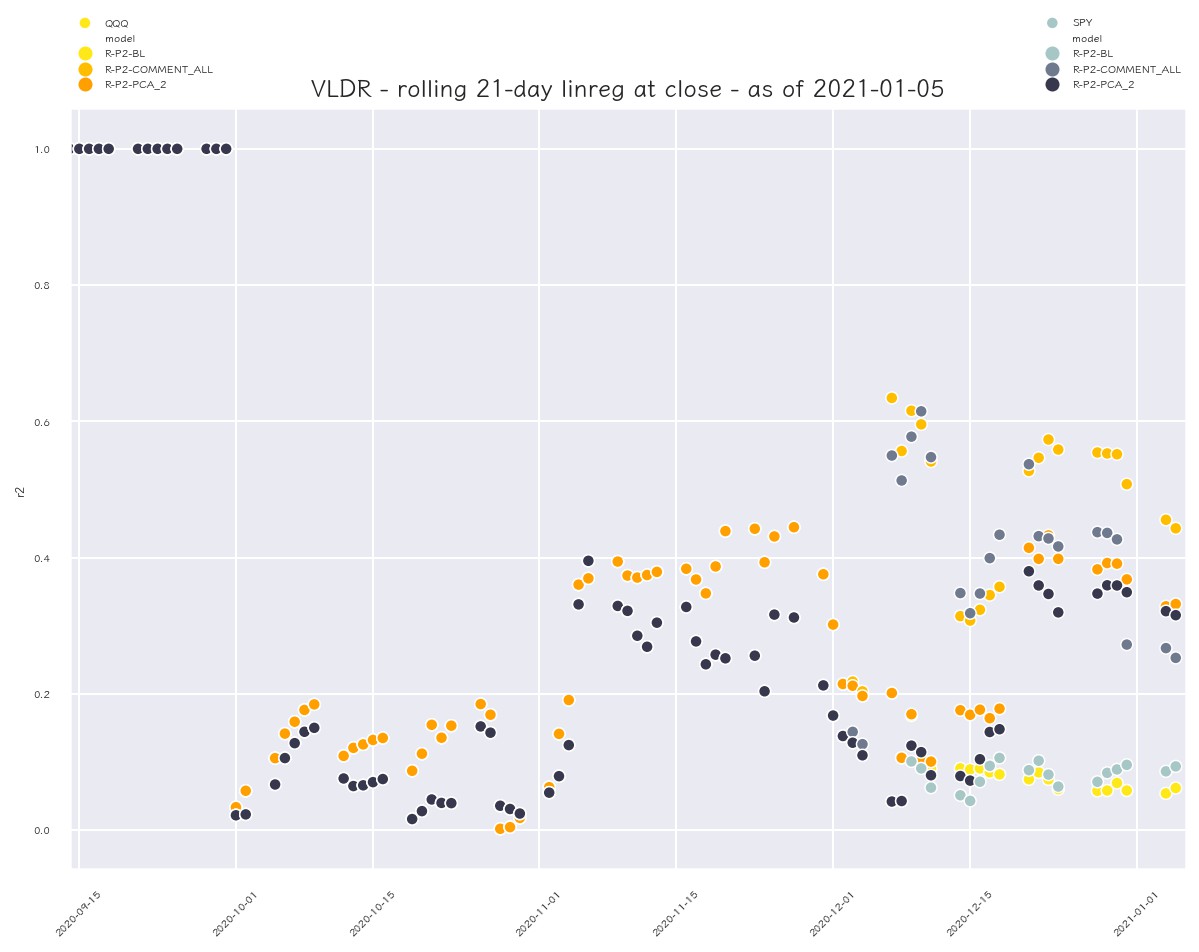 QQQ
model
R-P2-BL
R-P2-COMMENT_ALL
R-P2-PCA_2
SPY
model
R-P2-BL
R-P2-COMMENT_ALL
R-P2-PCA_2
VLDR - rolling 21-day linreg at close - as of 2021-01-05
1.0
0.8
0.6
0.4
0.2
0.0
r2
2020-09-15
2020-10-01
2020-10-15
2020-11-01
2020-11-15
2020-12-01
2020-12-15
2021-01-01